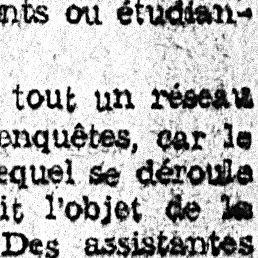 nts ou étudian-
tout un réseau
enquêtes, car le
equel se déroule
it l'objet de la
Des assistantes